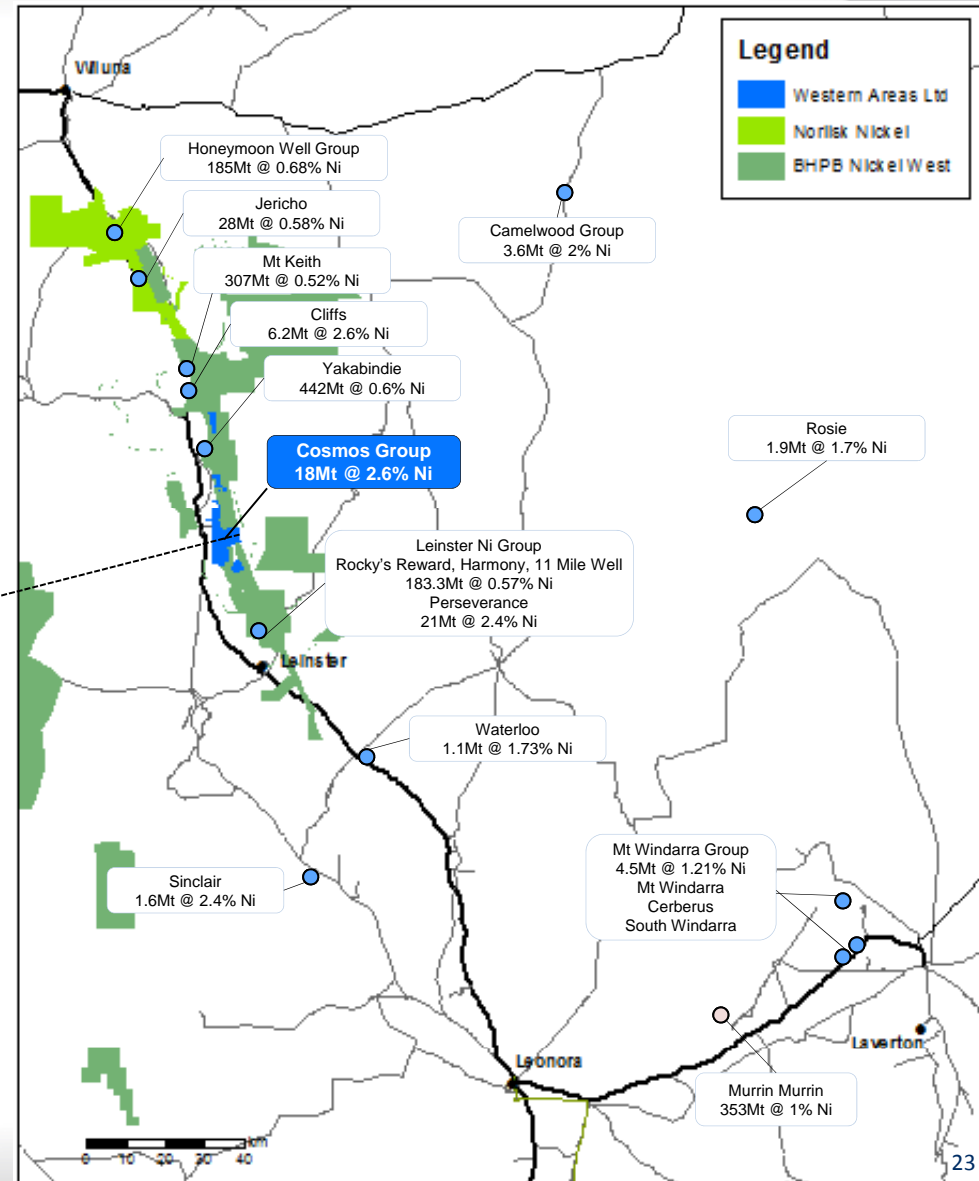 Legend
Western Areas Ltd
Norilsk Nickel
BHPB Nickel West
Wiluna
Honeymoon Well Group
185Mt @ 0.68% Ni
Jericho
28Mt @ 0.58% Ni
Camelwood Group
3.6Mt @ 2% Ni
Mt Keith
307Mt @ 0.52% Ni
Cliffs
6.2Mt @ 2.6% Ni
Yakabindie
442Mt @ 0.6% Ni
Rosie
1.9Mt @ 1.7% Ni
Cosmos Group
18Mt @ 2.6% Ni
Leinster Ni Group
Rocky's Reward, Harmony, 11 Mile Well
183.3Mt @ 0.57% Ni
Perseverance
21Mt @ 2.4% Ni
Leinster
Waterloo
1.1Mt @ 1.73% Ni
Sinclair
1.6Mt @ 2.4% Ni
Mt Windarra Group
4.5Mt @ 1.21% Ni
Mt Windarra
Cerberus
South Windarra
Laverton
Leonora
Murrin Murrin
353Mt @ 1% Ni
km
0 10 20 30 40
23